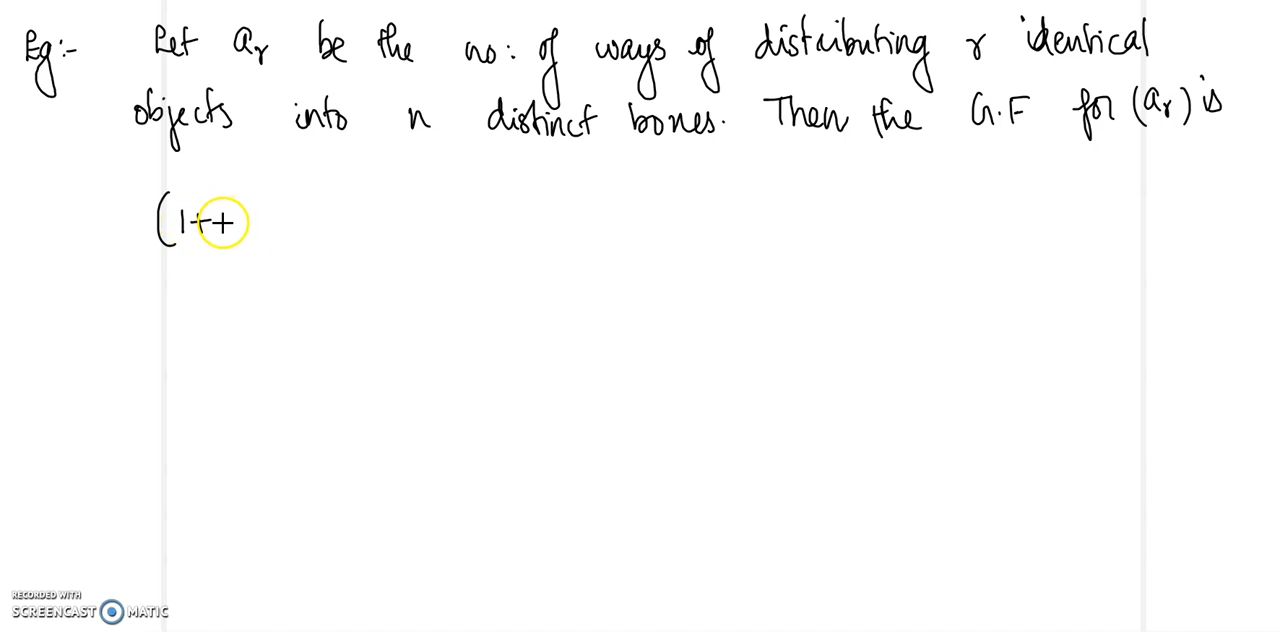 Eg:- Let ar be the no: of ways of distributing r identical
objects into n distinct boxes. Then the G.F for (ar) is
(1++
RECORDED WITH
SCREENCAST MATIC